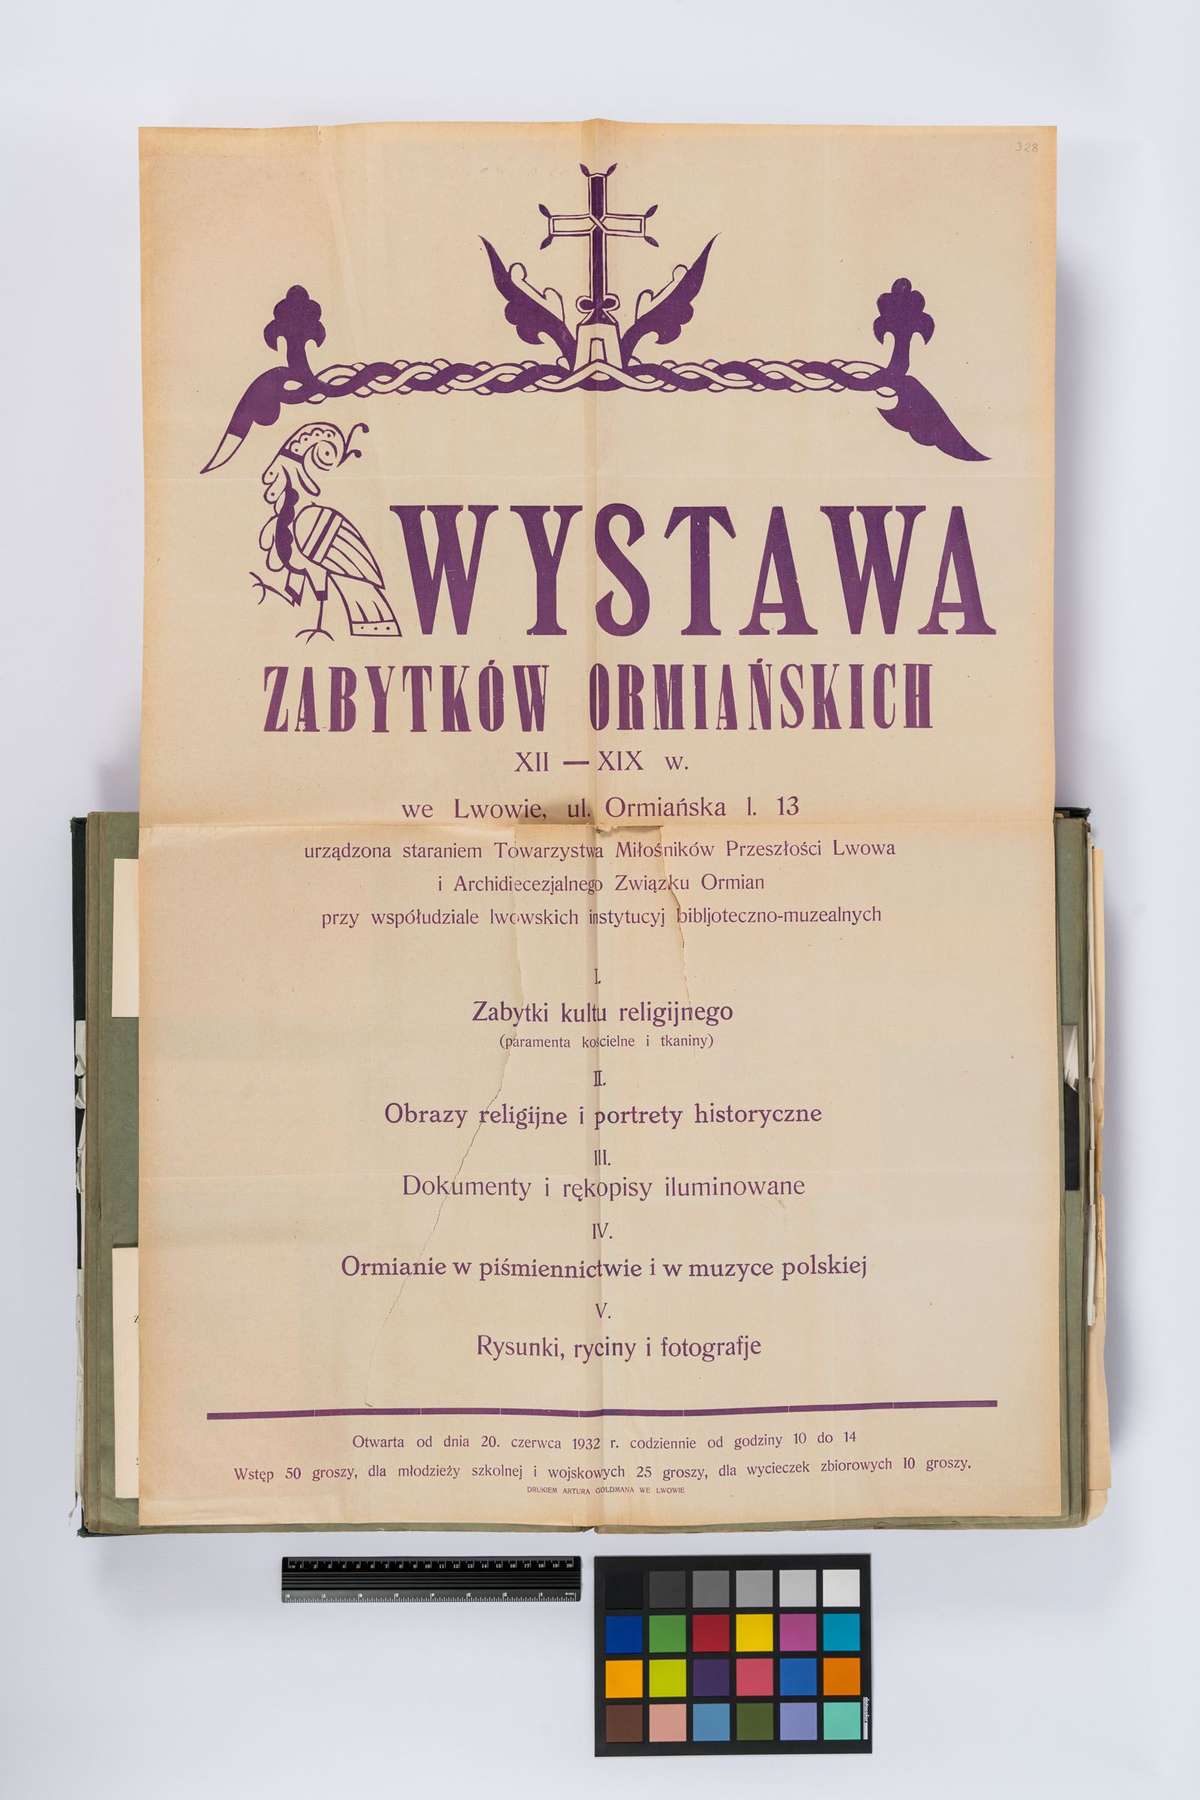 328
WYSTAWA
ZABYTKÓW ORMIAŃSKICH
XII — XIX w.
we Lwowie, ul. Ormiańska l. 13
urządzona staraniem Towarzystwa Miłośników Przeszłości Lwowa
i Archidiecezjalnego Związku Ormian
przy współudziale lwowskich instytucyj bibljoteczno-muzealnych
I.
Zabytki kultu religijnego
(paramenta kościelne i tkaniny)
II.
Obrazy religijne i portrety historyczne
III.
Dokumenty i rękopisy iluminowane
IV.
Ormianie w piśmiennictwie i w muzyce polskiej
V.
Rysunki, ryciny i fotografje
Otwarta od dnia 20. czerwca 1932 r. codziennie od godziny 10 do 14
Wstęp 50 groszy, dla młodzieży szkolnej i wojskowych 25 groszy, dla wycieczek zbiorowych 10 groszy.
DRUKIEM ARTURA GOLDMANA WE LWOWIE